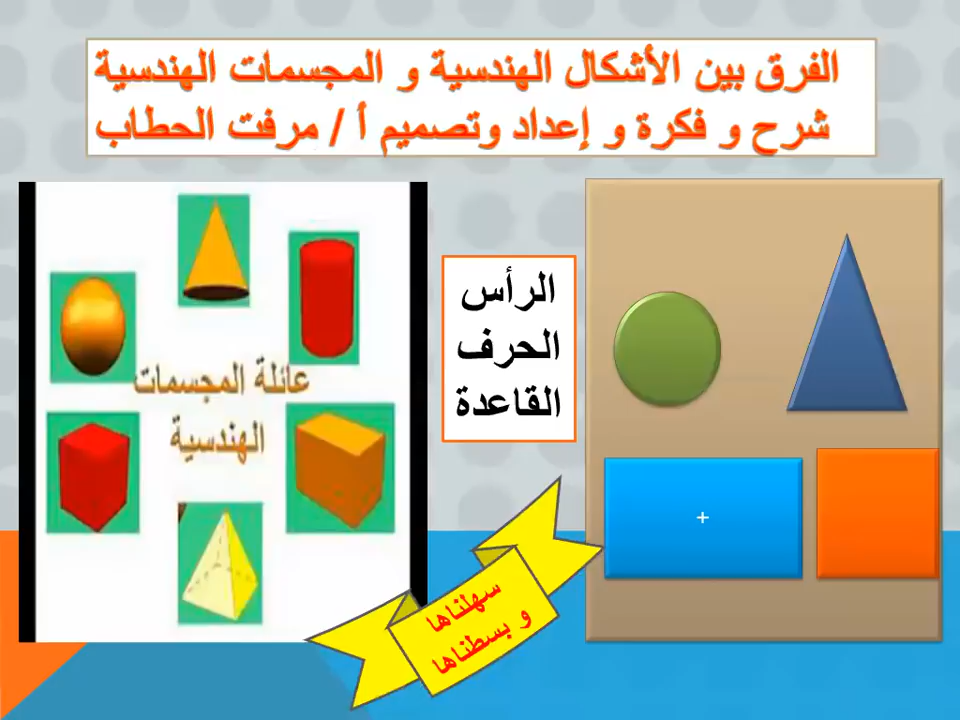 الفرق بين الأشكال الهندسية و المجسمات الهندسية
شرح و فكرة و إعداد وتصميم أ / مرفت الحطاب
الرأس
الحرف
القاعدة
عائلة المجسمات
الهندسية
+
سهلناها
و بسطناها